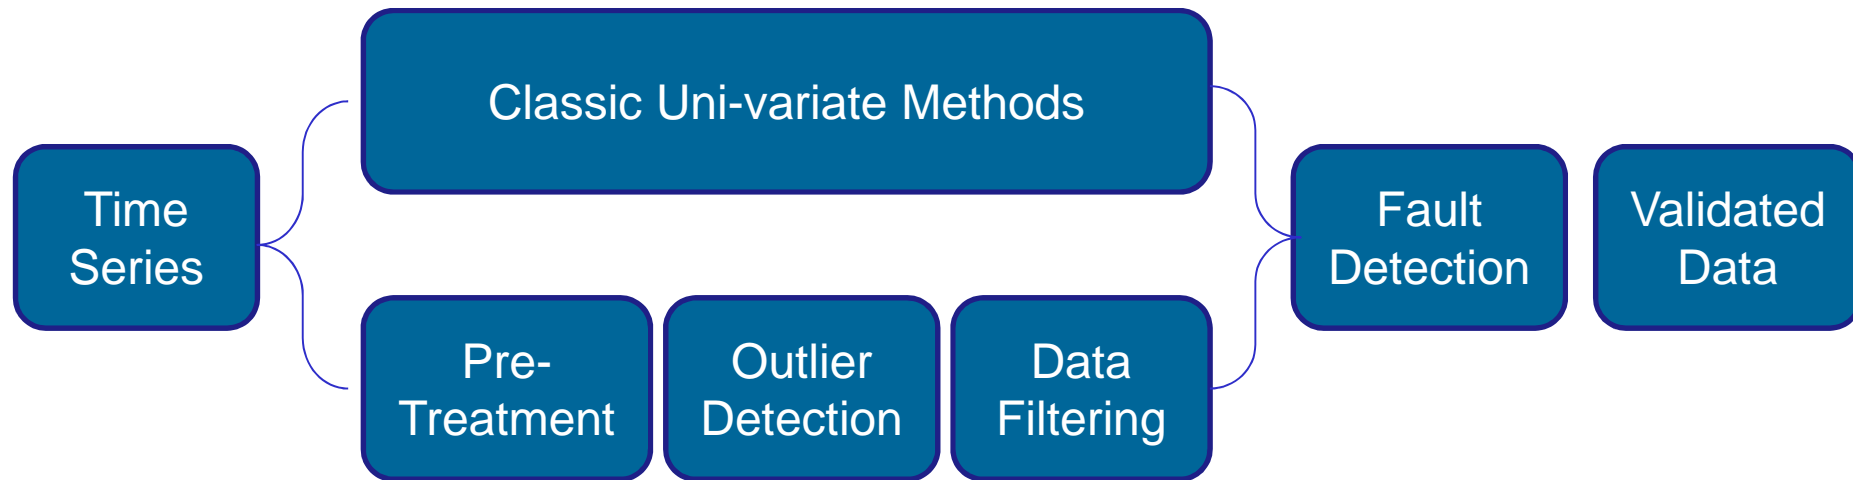 Classic Uni-variate Methods
Time
Series
Fault
Detection
Validated
Data
Pre-
Treatment
Outlier
Detection
Data
Filtering